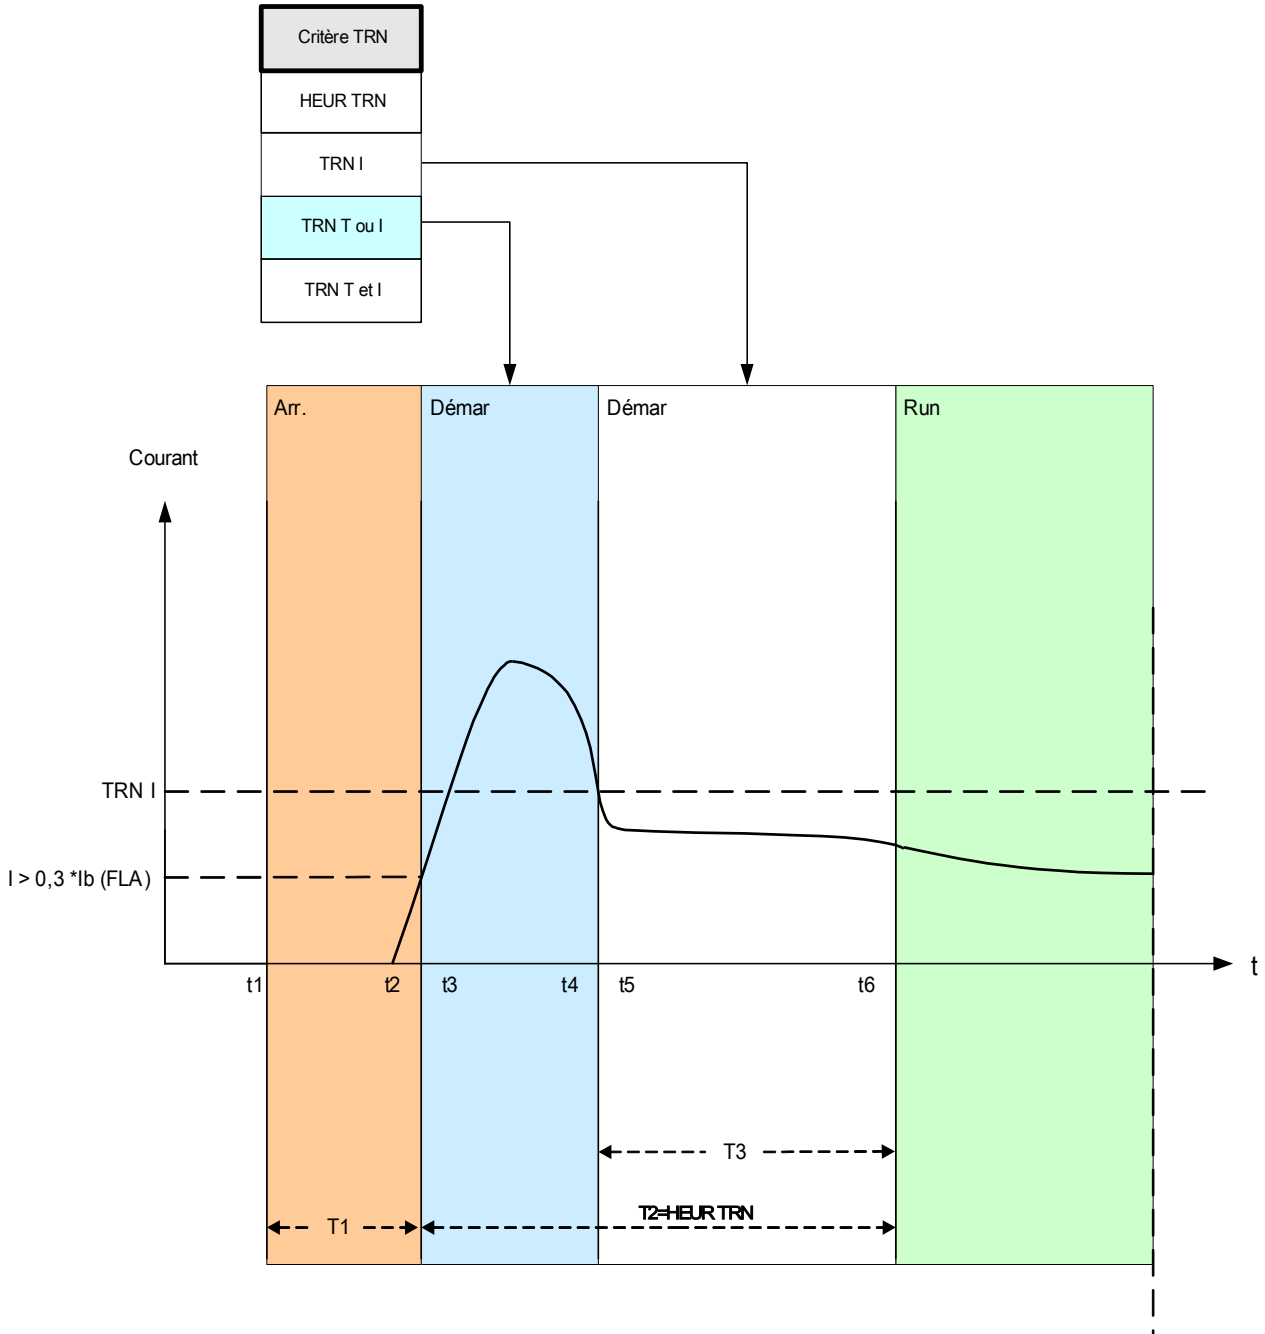 Critère TRN
HEUR TRN
TRN I
TRN T ou I
TRN T et I
Arr.
Démar
Démar
Run
Courant
TRN I
I > 0,3 *Ib (FLA)
t
t1
t2
t3
t4
t5
t6
T3
T2=HEUR TRN
T1